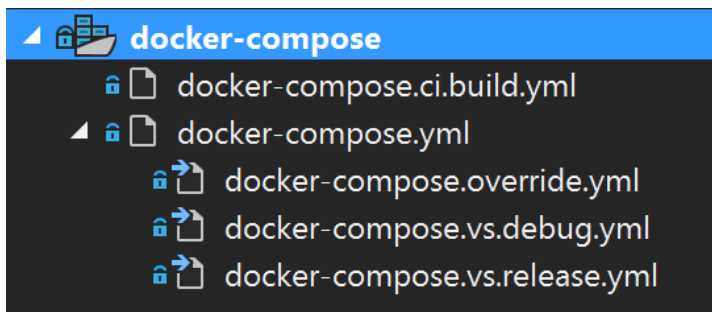 docker-compose
docker-compose.ci.build.yml
docker-compose.yml
docker-compose.override.yml
docker-compose.vs.debug.yml
docker-compose.vs.release.yml